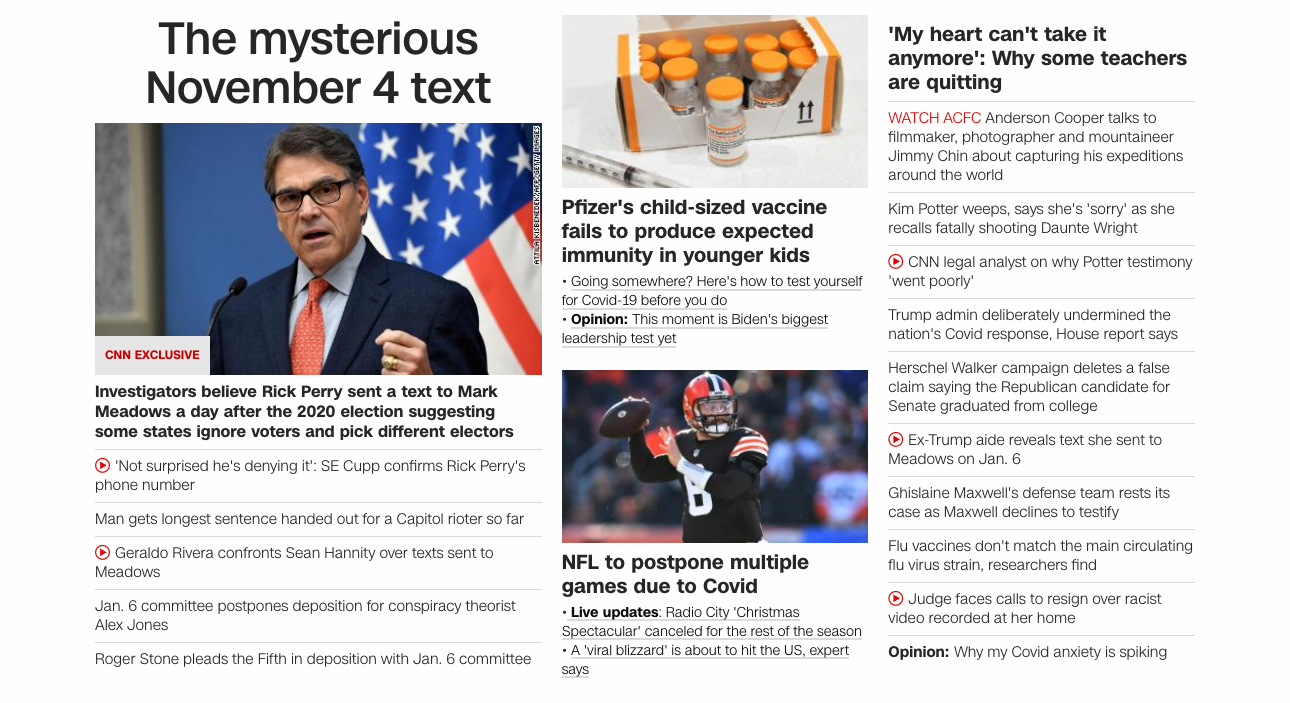 The mysterious
November 4 text
ATTILA KISBENEDEK/AFP/GETTY IMAGES
CNN EXCLUSIVE
Investigators believe Rick Perry sent a text to Mark
Meadows a day after the 2020 election suggesting
some states ignore voters and pick different electors
'Not surprised he's denying it': SE Cupp confirms Rick Perry's
phone number
Man gets longest sentence handed out for a Capitol rioter so far
Geraldo Rivera confronts Sean Hannity over texts sent to
Meadows
Jan. 6 committee postpones deposition for conspiracy theorist
Alex Jones
Roger Stone pleads the Fifth in deposition with Jan. 6 committee
Pfizer's child-sized vaccine
fails to produce expected
immunity in younger kids
• Going somewhere? Here's how to test yourself
for Covid-19 before you do
• Opinion: This moment is Biden's biggest
leadership test yet
6
NFL to postpone multiple
games due to Covid
• Live updates: Radio City 'Christmas
Spectacular' canceled for the rest of the season
• A 'viral blizzard' is about to hit the US, expert
says
'My heart can't take it
anymore': Why some teachers
are quitting
WATCH ACFC Anderson Cooper talks to
filmmaker, photographer and mountaineer
Jimmy Chin about capturing his expeditions
around the world
Kim Potter weeps, says she's 'sorry' as she
recalls fatally shooting Daunte Wright
CNN legal analyst on why Potter testimony
'went poorly'
Trump admin deliberately undermined the
nation's Covid response, House report says
Herschel Walker campaign deletes a false
claim saying the Republican candidate for
Senate graduated from college
Ex-Trump aide reveals text she sent to
Meadows on Jan. 6
Ghislaine Maxwell's defense team rests its
case as Maxwell declines to testify
Flu vaccines don't match the main circulating
flu virus strain, researchers find
Judge faces calls to resign over racist
video recorded at her home
Opinion: Why my Covid anxiety is spiking